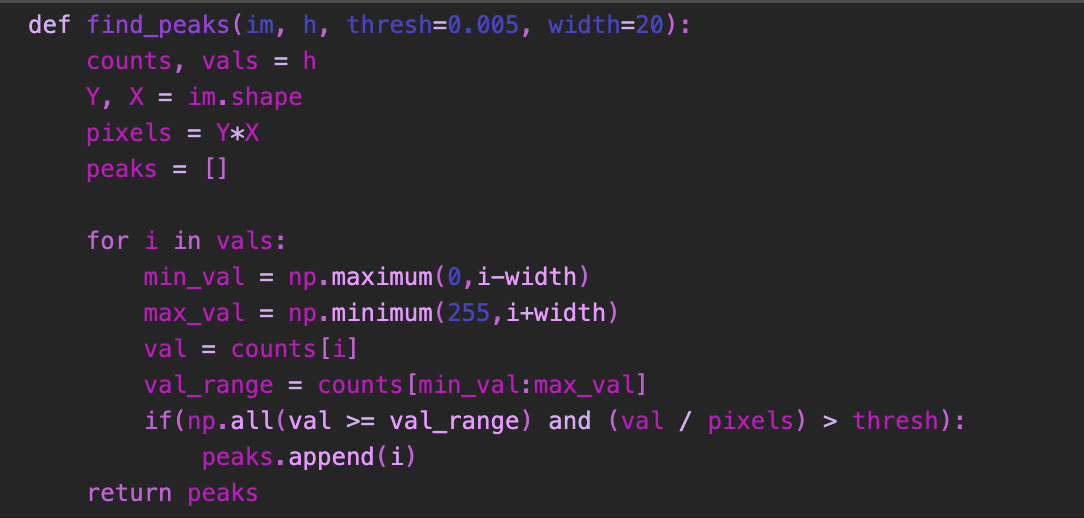 def find_peaks(im, h, thresh=0.005, width=20):
    counts, vals = h
    Y, X = im.shape
    pixels = Y*X
    peaks = []

    for i in vals:
        min_val = np.maximum(0,i-width)
        max_val = np.minimum(255,i+width)
        val = counts[i]
        val_range = counts[min_val:max_val]
        if(np.all(val >= val_range) and (val / pixels) > thresh):
            peaks.append(i)
    return peaks